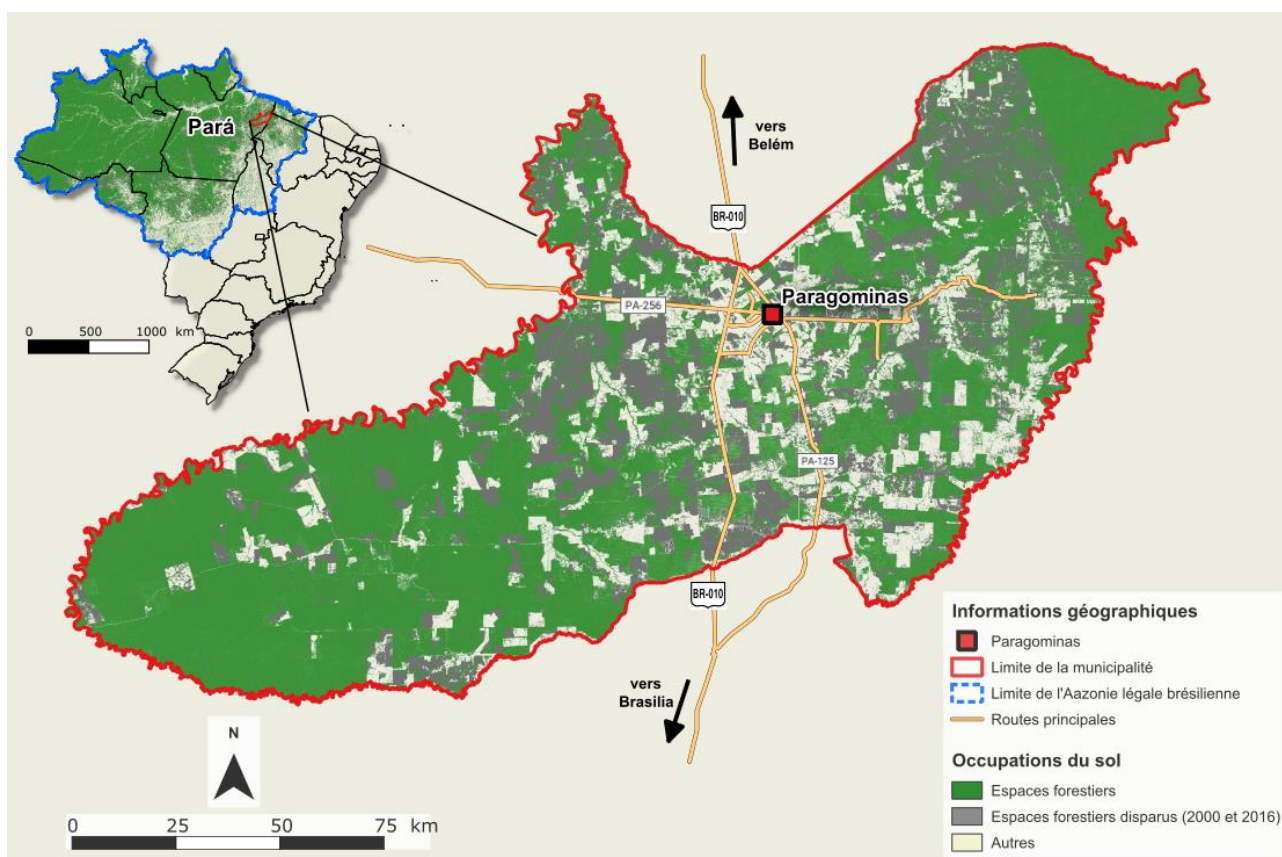 Pará
0 500 1000 km
vers
Belém
BR-010
PA-256
Paragominas
PA-125
BR-010
vers
Brasilia
N
0 25 50 75 km
Informations géographiques
Paragominas
Limite de la municipalité
Limite de l'Aazonie légale brésilienne
Routes principales
Occupations du sol
Espaces forestiers
Espaces forestiers disparus (2000 et 2016)
Autres